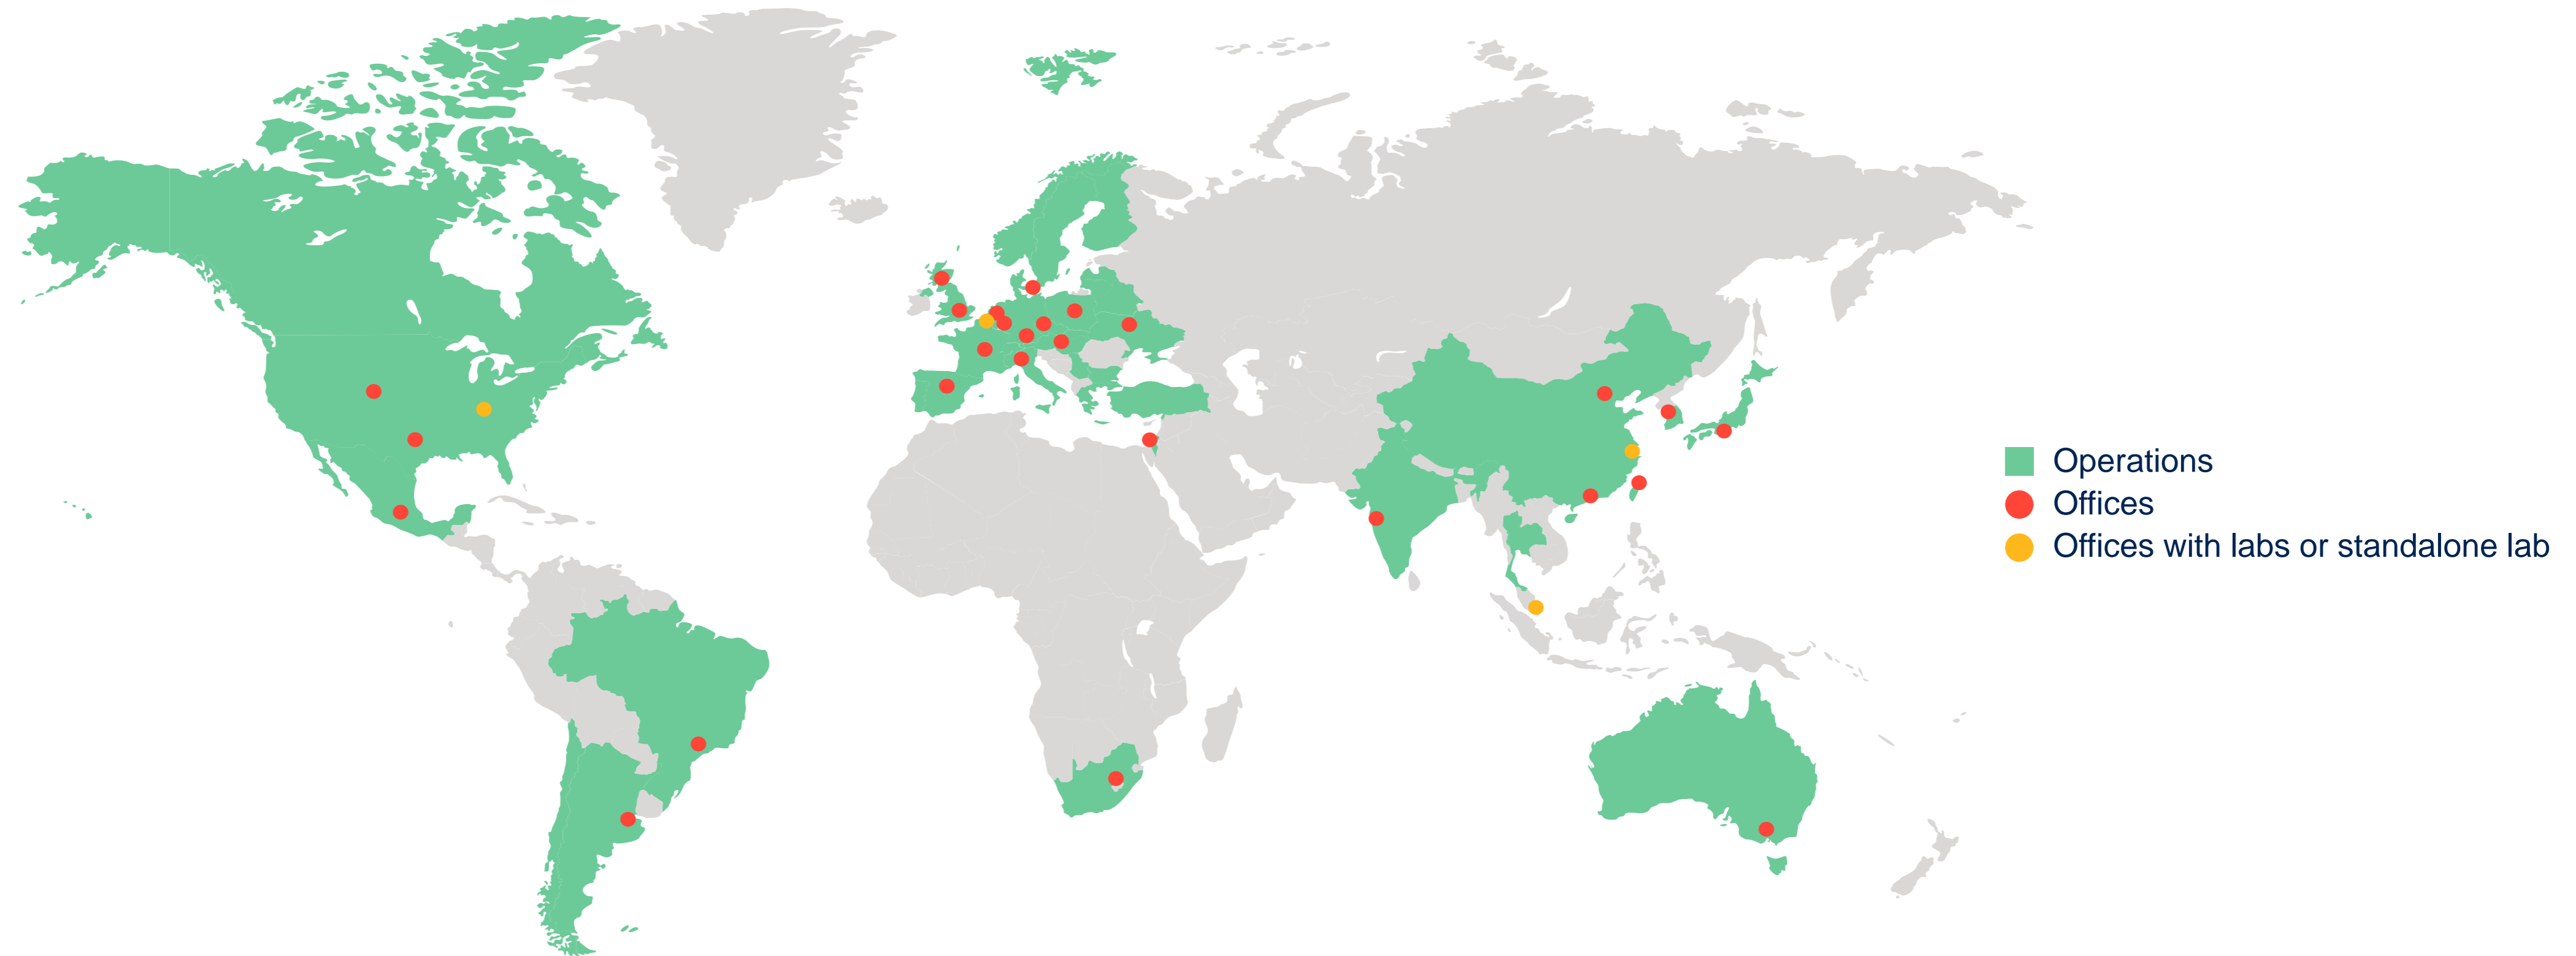 Operations
Offices
Offices with labs or standalone lab